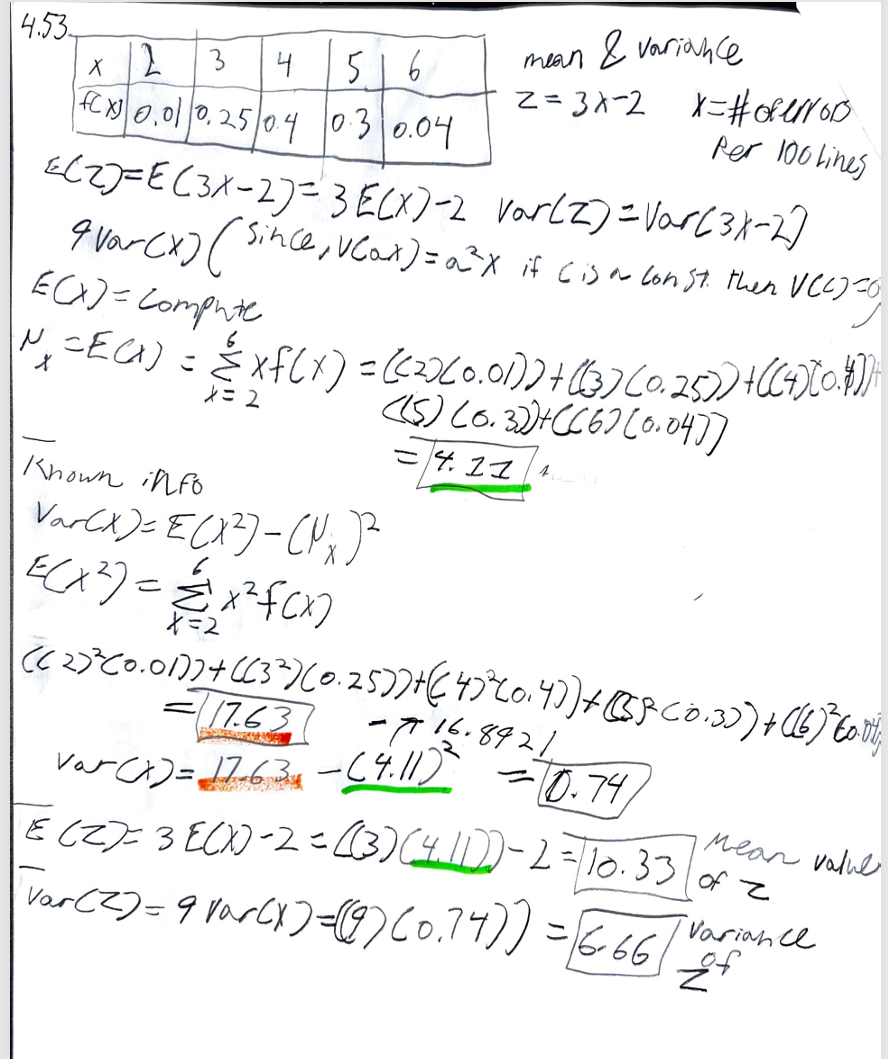 4.53.
x 2 3 4 5 6
f(x) 0.01 0.25 0.4 0.3 0.04
mean & variance
z = 3x-2 x=# of errors
Per 100 Lines
E(Z)=E(3x-2)= 3E(X)-2 Var(Z)=Var(3x-2)
9Var(X) (Since, V(ax)=a²x if C is a const. then V(C)=0)
E(X)= Compute
μx = E(X) = Σ xf(x) = ((2)(0.01))+((3)(0.25))+((4)(0.4))+
6
x=2
((5)(0.3))+((6)(0.04))
= 4.11
Known info
Var(X)= E(X²)-(μx)²
E(X²)= Σ x²f(x)
6
x=2
((2)²(0.01))+((3²)(0.25))+((4)²(0.4))+((5)²(0.3))+((6)²(0.04))
= 17.63
→ 16.8921
Var(X)= 17.63 -(4.11)² = 0.74
E(Z)= 3E(X)-2 = ((3)(4.11))-2 = 10.33 Mean value
of Z
Var(Z)= 9 Var(X)=((9)(0.74)) = 6.66 Variance
of
Z